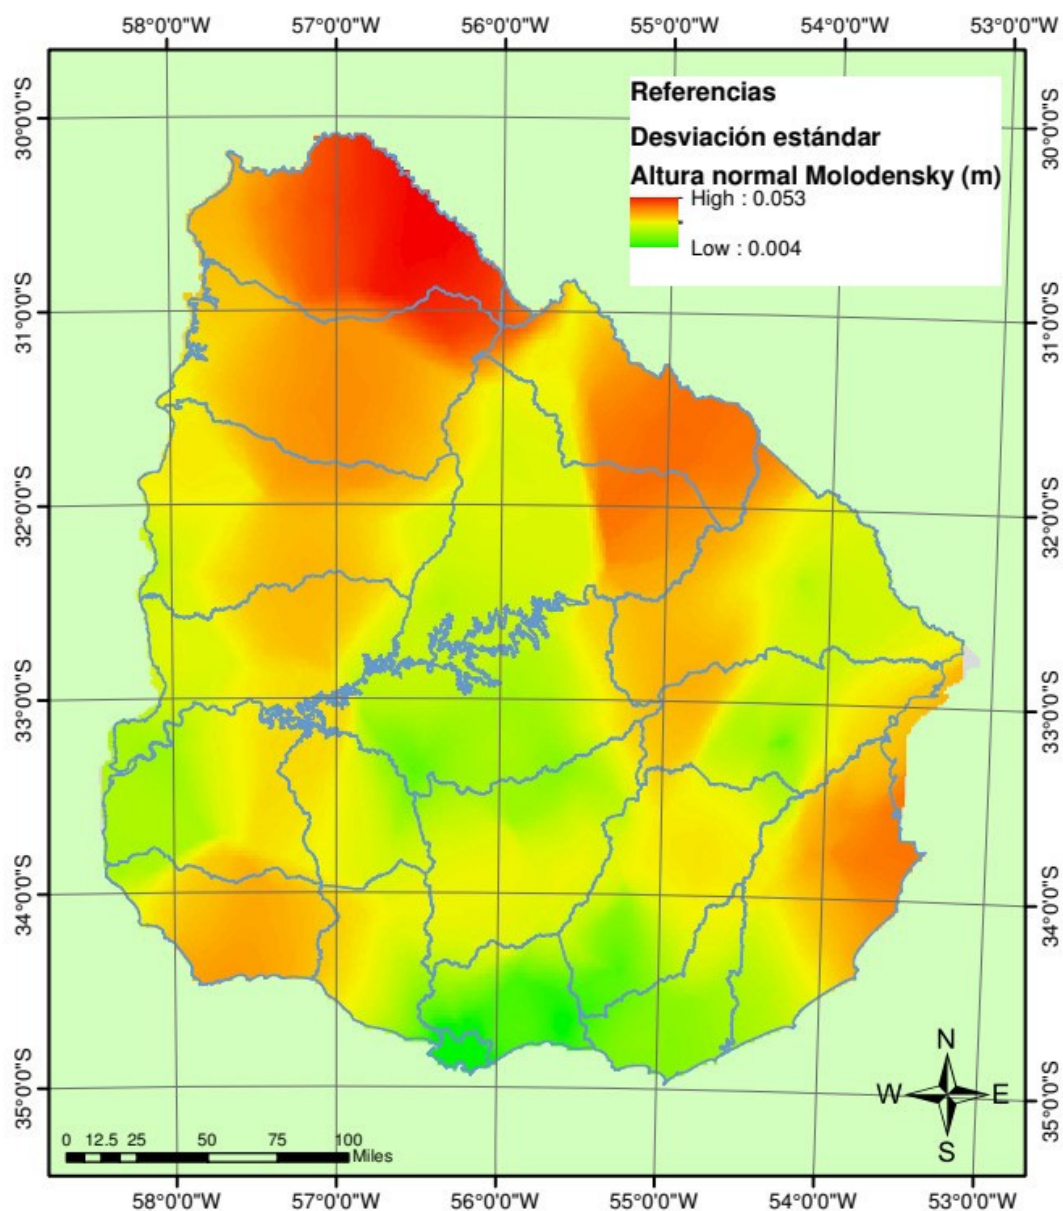 58°0'0"W 57°0'0"W 56°0'0"W 55°0'0"W 54°0'0"W 53°0'0"W
Referencias
Desviación estándar
Altura normal Molodensky (m)
High : 0.053
Low : 0.004
30°0'0"S 30°0'0"S
31°0'0"S 31°0'0"S
32°0'0"S 32°0'0"S
33°0'0"S 33°0'0"S
34°0'0"S 34°0'0"S
35°0'0"S 35°0'0"S
N
W E
S
0 12.5 25 50 75 100
Miles
58°0'0"W 57°0'0"W 56°0'0"W 55°0'0"W 54°0'0"W 53°0'0"W